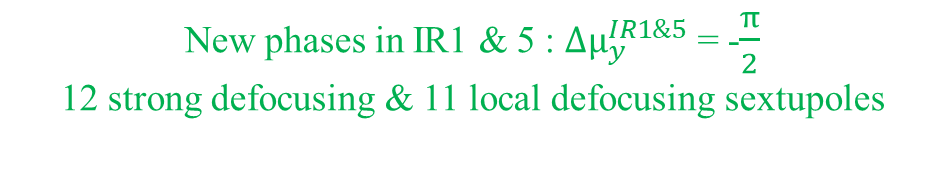 New phases in IR1 & 5 : Δμ_y^{IR1&5} = -π/2
12 strong defocusing & 11 local defocusing sextupoles